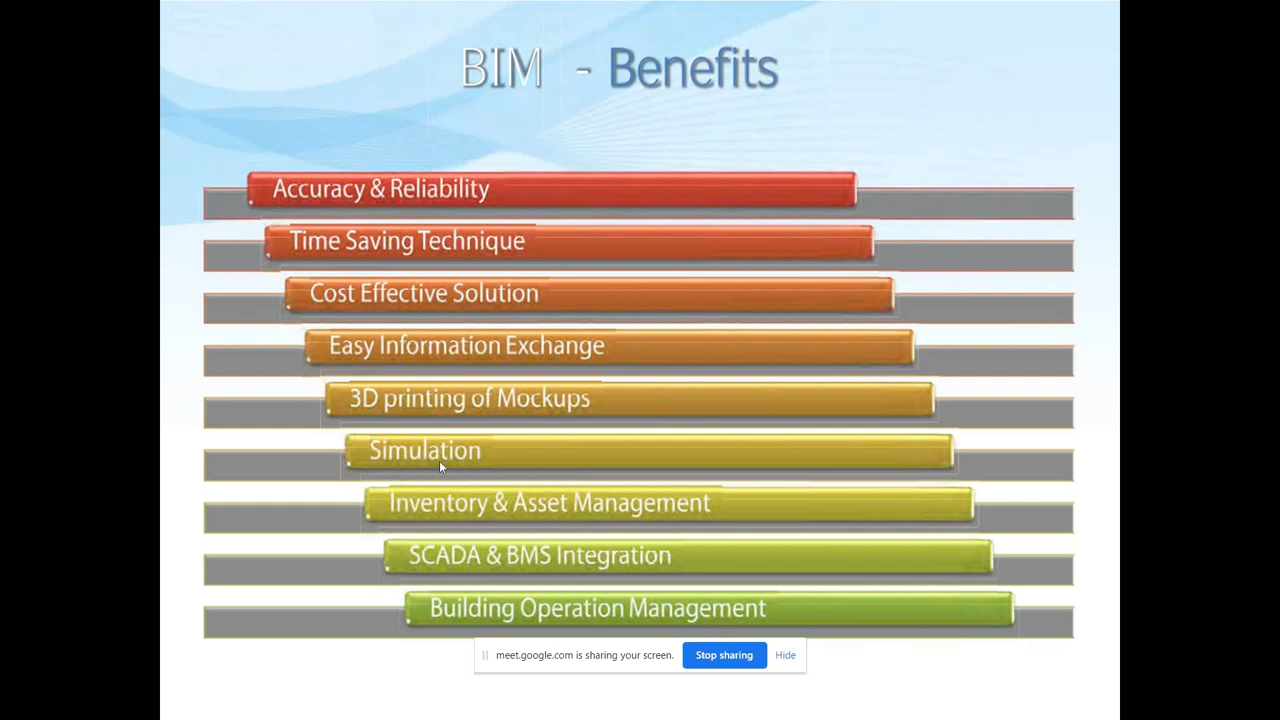 BIM - Benefits
Accuracy & Reliability
Time Saving Technique
Cost Effective Solution
Easy Information Exchange
3D printing of Mockups
Simulation
Inventory & Asset Management
SCADA & BMS Integration
Building Operation Management
meet.google.com is sharing your screen. Stop sharing Hide